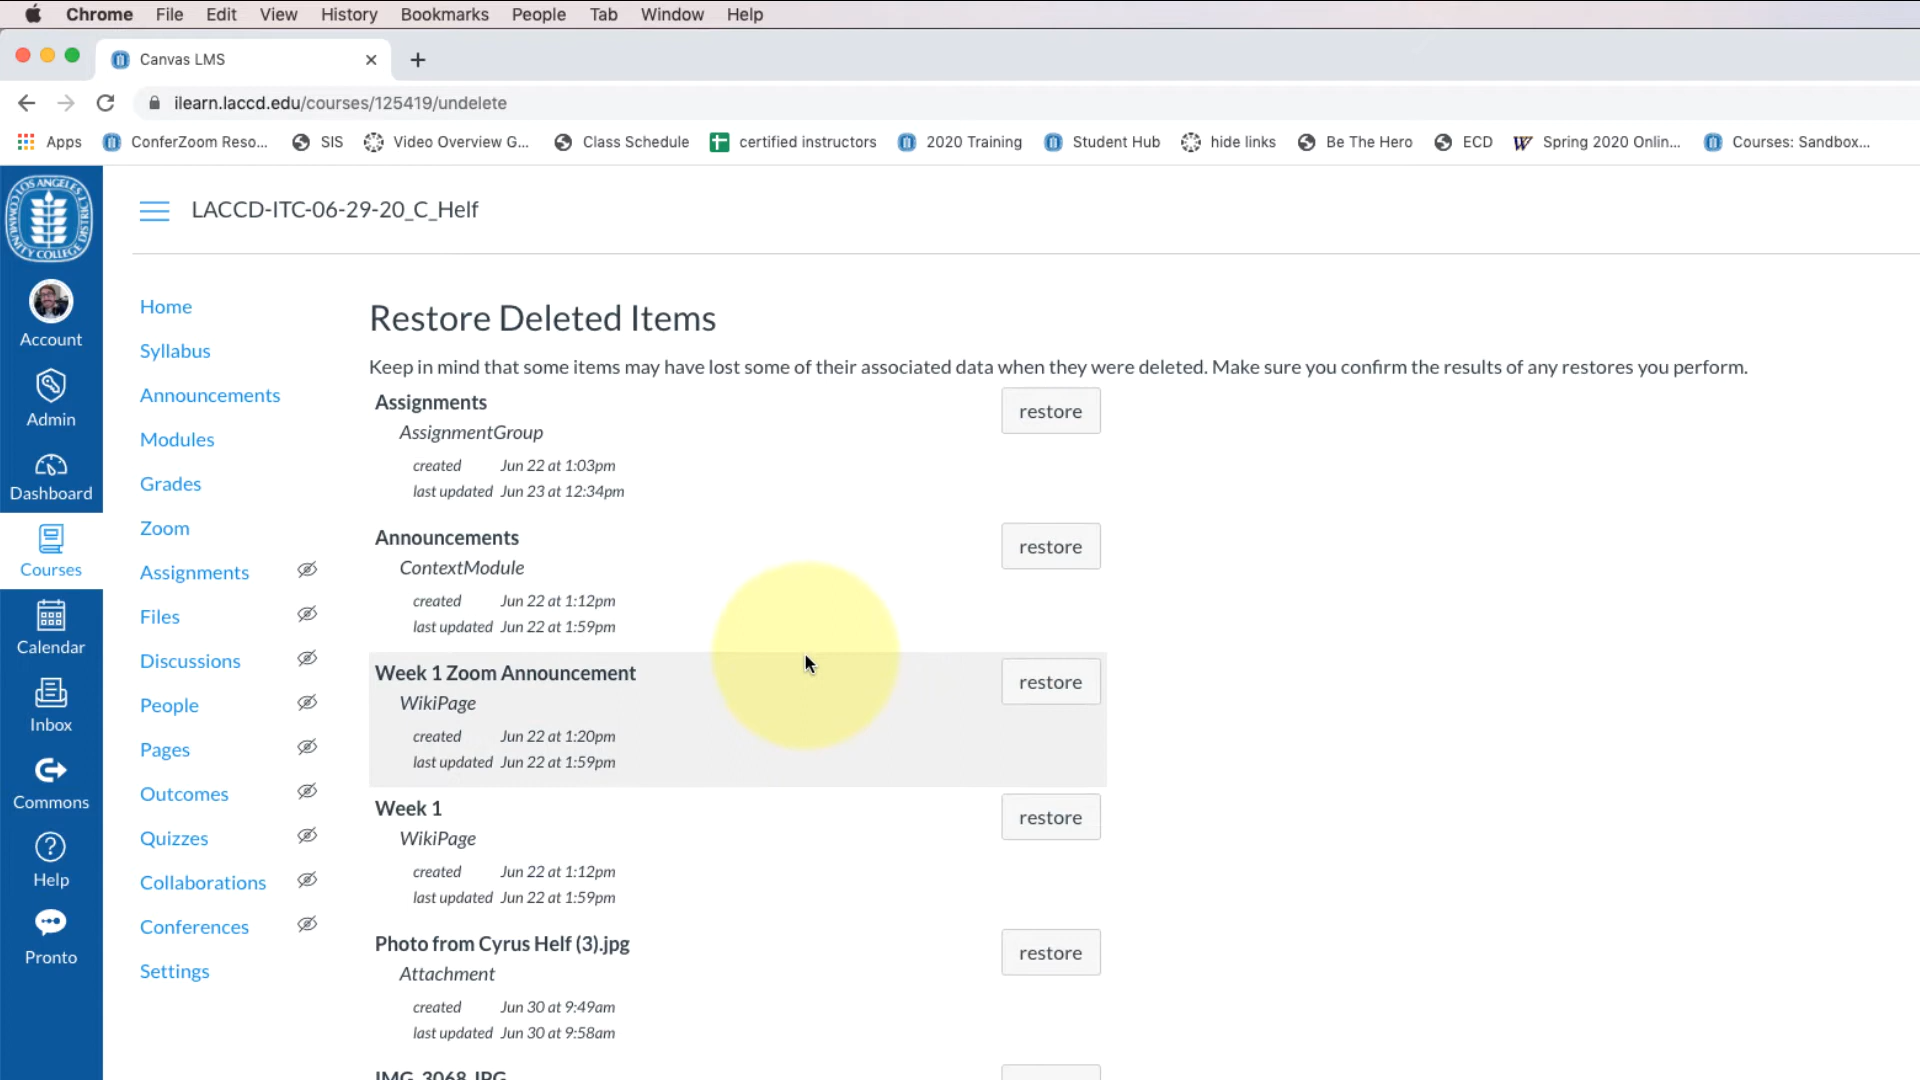 Chrome File Edit View History Bookmarks People Tab Window Help
Canvas LMS
ilearn.laccd.edu/courses/125419/undelete
Apps ConferZoom Reso... SIS Video Overview G... Class Schedule certified instructors 2020 Training Student Hub hide links Be The Hero ECD Spring 2020 Onlin... Courses: Sandbox...
LOS ANGELES
COMMUNITY COLLEGE DISTRICT
Account
Admin
Dashboard
Courses
Calendar
Inbox
Commons
Help
Pronto
LACCD-ITC-06-29-20_C_Helf
Home
Syllabus
Announcements
Modules
Grades
Zoom
Assignments
Files
Discussions
People
Pages
Outcomes
Quizzes
Collaborations
Conferences
Settings
Restore Deleted Items
Keep in mind that some items may have lost some of their associated data when they were deleted. Make sure you confirm the results of any restores you perform.
Assignments
restore
AssignmentGroup
created Jun 22 at 1:03pm
last updated Jun 23 at 12:34pm
Announcements
restore
ContextModule
created Jun 22 at 1:12pm
last updated Jun 22 at 1:59pm
Week 1 Zoom Announcement
restore
WikiPage
created Jun 22 at 1:20pm
last updated Jun 22 at 1:59pm
Week 1
restore
WikiPage
created Jun 22 at 1:12pm
last updated Jun 22 at 1:59pm
Photo from Cyrus Helf (3).jpg
restore
Attachment
created Jun 30 at 9:49am
last updated Jun 30 at 9:58am
IMG_3068.JPG